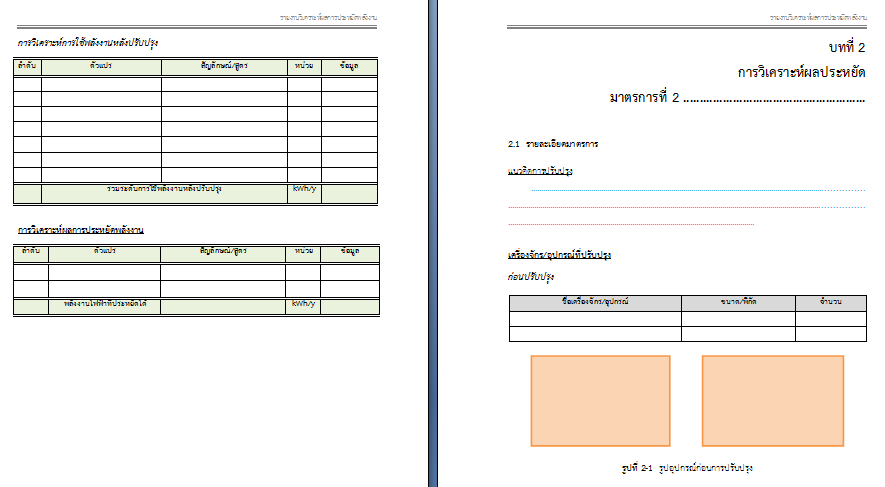 รายงานวิเคราะห์ผลการประหยัดพลังงาน
การวิเคราะห์การใช้พลังงานหลังปรับปรุง
ลำดับ ตัวแปร สัญลักษณ์/สูตร หน่วย ข้อมูล
รวมระดับการใช้พลังงานหลังปรับปรุง kWh/y
การวิเคราะห์ผลการประหยัดพลังงาน
ลำดับ ตัวแปร สัญลักษณ์/สูตร หน่วย ข้อมูล
พลังงานไฟฟ้าที่ประหยัดได้ kWh/y
รายงานวิเคราะห์ผลการประหยัดพลังงาน
บทที่ 2
การวิเคราะห์ผลประหยัด
มาตรการที่ 2 ........................................................
2.1 รายละเอียดมาตรการ
แนวคิดการปรับปรุง
เครื่องจักร/อุปกรณ์ที่ปรับปรุง
ก่อนปรับปรุง
ชื่อเครื่องจักร/อุปกรณ์ ขนาด/พิกัด จำนวน
รูปที่ 2-1 รูปอุปกรณ์ก่อนการปรับปรุง